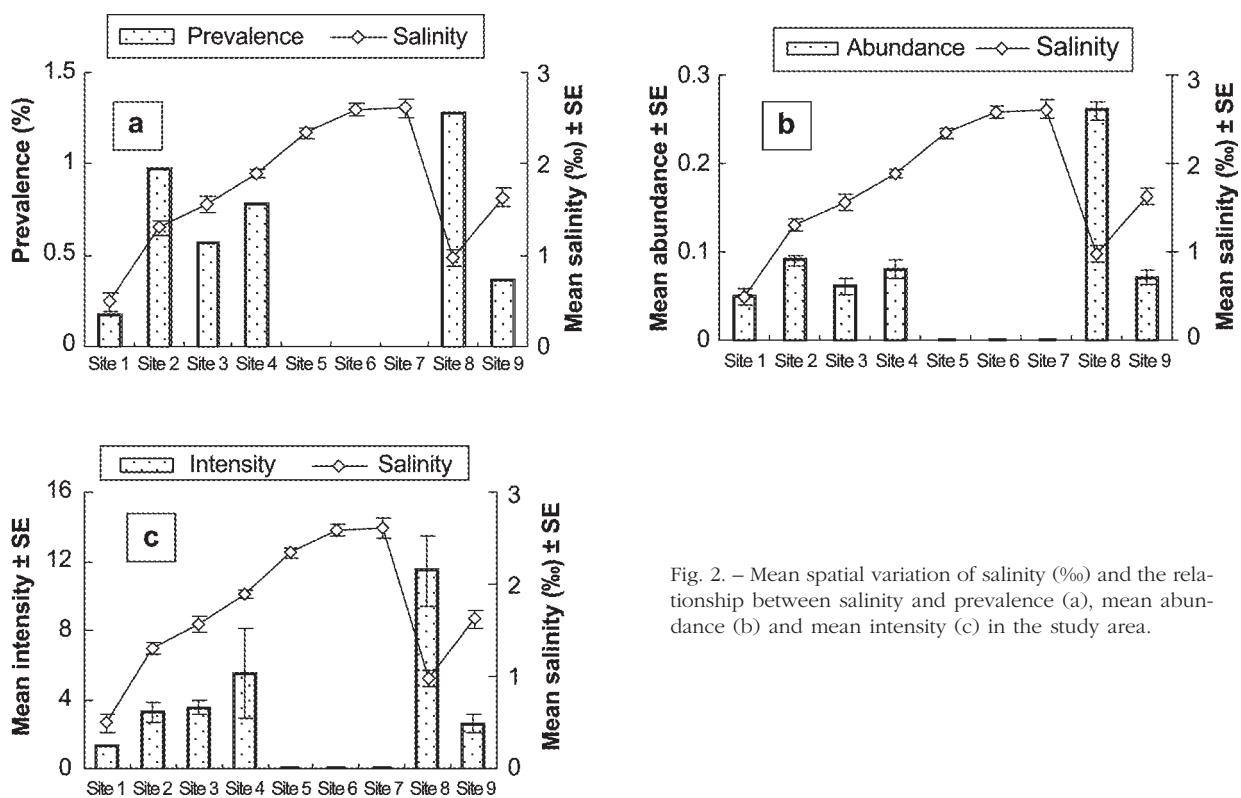 Prevalence Salinity
1.5
1
0.5
0
Prevalence (%)
a
3
2
1
0
Mean salinity (‰) ± SE
Site 1 Site 2 Site 3 Site 4 Site 5 Site 6 Site 7 Site 8 Site 9
Abundance Salinity
0.3
0.2
0.1
0
Mean abundance ± SE
b
3
2
1
0
Mean salinity (‰) ± SE
Site 1 Site 2 Site 3 Site 4 Site 5 Site 6 Site 7 Site 8 Site 9
Intensity Salinity
16
12
8
4
0
Mean intensity ± SE
c
3
2
1
0
Mean salinity (‰) ± SE
Site 1 Site 2 Site 3 Site 4 Site 5 Site 6 Site 7 Site 8 Site 9
Fig. 2. – Mean spatial variation of salinity (‰) and the rela-
tionship between salinity and prevalence (a), mean abun-
dance (b) and mean intensity (c) in the study area.